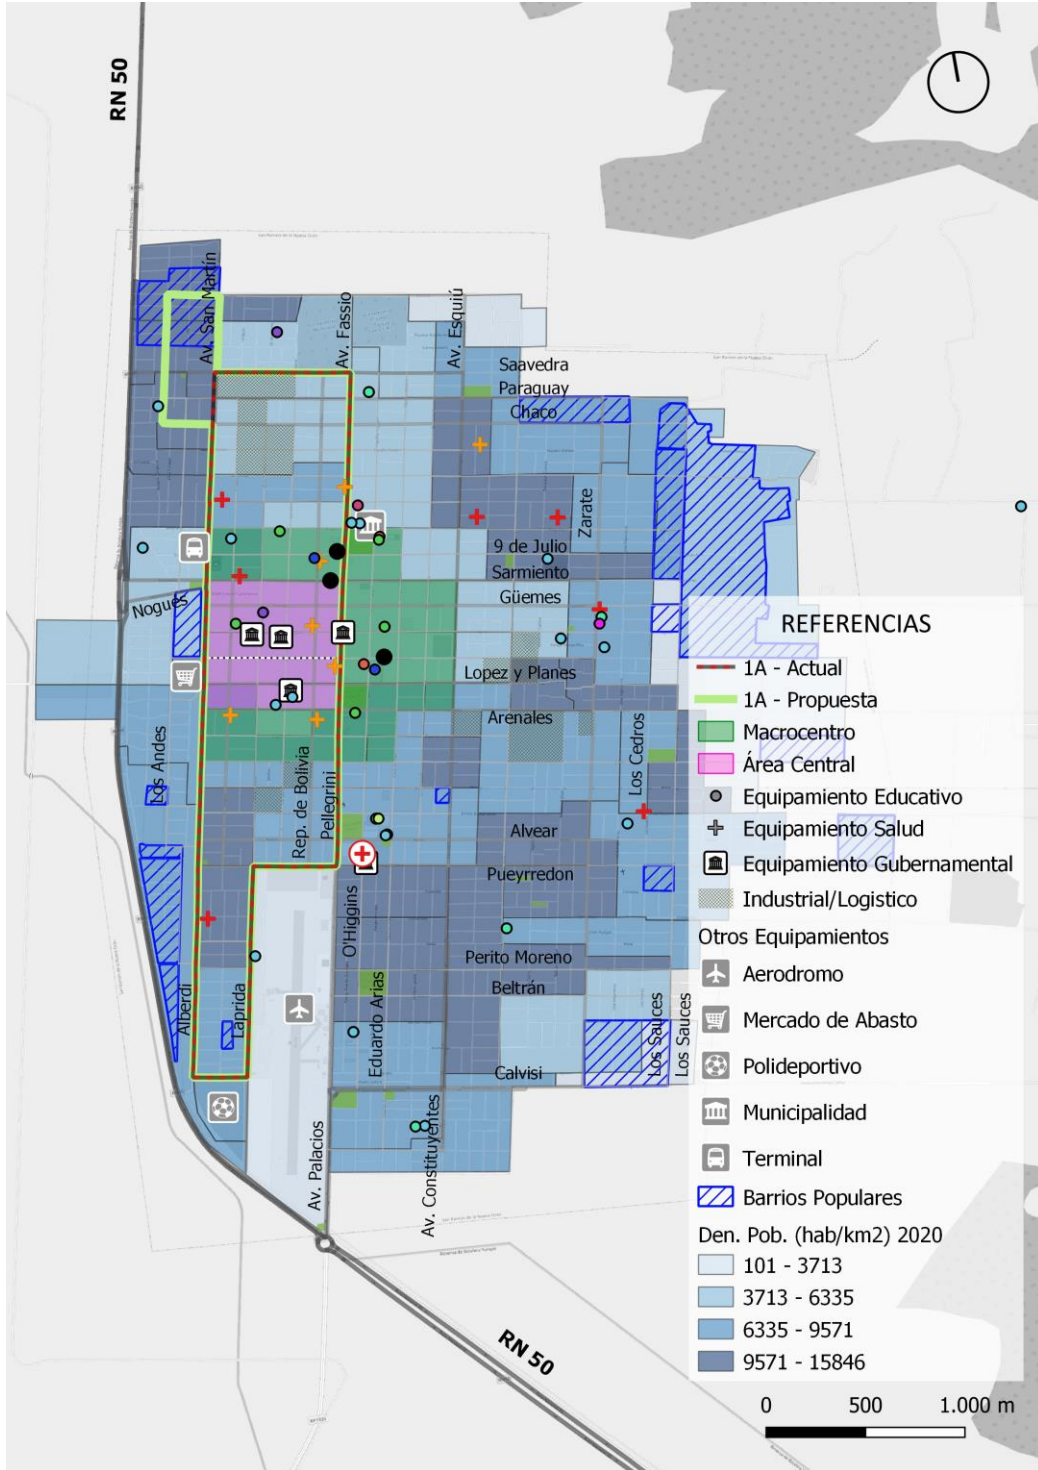 RN 50
Av. San Martín
Av. Fassio
Av. Esquiú
Saavedra
Paraguay
Chaco
Zarate
9 de Julio
Sarmiento
Güemes
Nogués
Lopez y Planes
Arenales
Los Andes
Rep. de Bolivia
Pellegrini
Los Cedros
Alvear
Pueyrredon
O'Higgins
Perito Moreno
Beltrán
Alberdi
Laprida
Eduardo Arias
Los Sauces
Los Sauces
Calvisi
Av. Palacios
Av. Constituyentes
RN 50
REFERENCIAS
1A - Actual
1A - Propuesta
Macrocentro
Área Central
Equipamiento Educativo
Equipamiento Salud
Equipamiento Gubernamental
Industrial/Logistico
Otros Equipamientos
Aerodromo
Mercado de Abasto
Polideportivo
Municipalidad
Terminal
Barrios Populares
Den. Pob. (hab/km2) 2020
101 - 3713
3713 - 6335
6335 - 9571
9571 - 15846
0 500 1.000 m